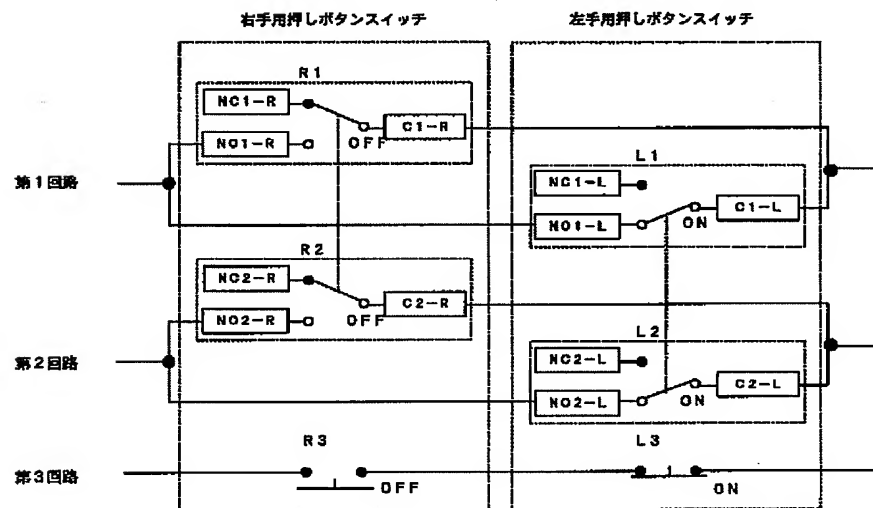 右手用押しボタンスイッチ
左手用押しボタンスイッチ
R1
NC1-R
NO1-R
OFF
C1-R
第1回路
L1
NC1-L
NO1-L
ON
C1-L
R2
NC2-R
NO2-R
OFF
C2-R
第2回路
L2
NC2-L
NO2-L
ON
C2-L
第3回路
R3
OFF
L3
ON